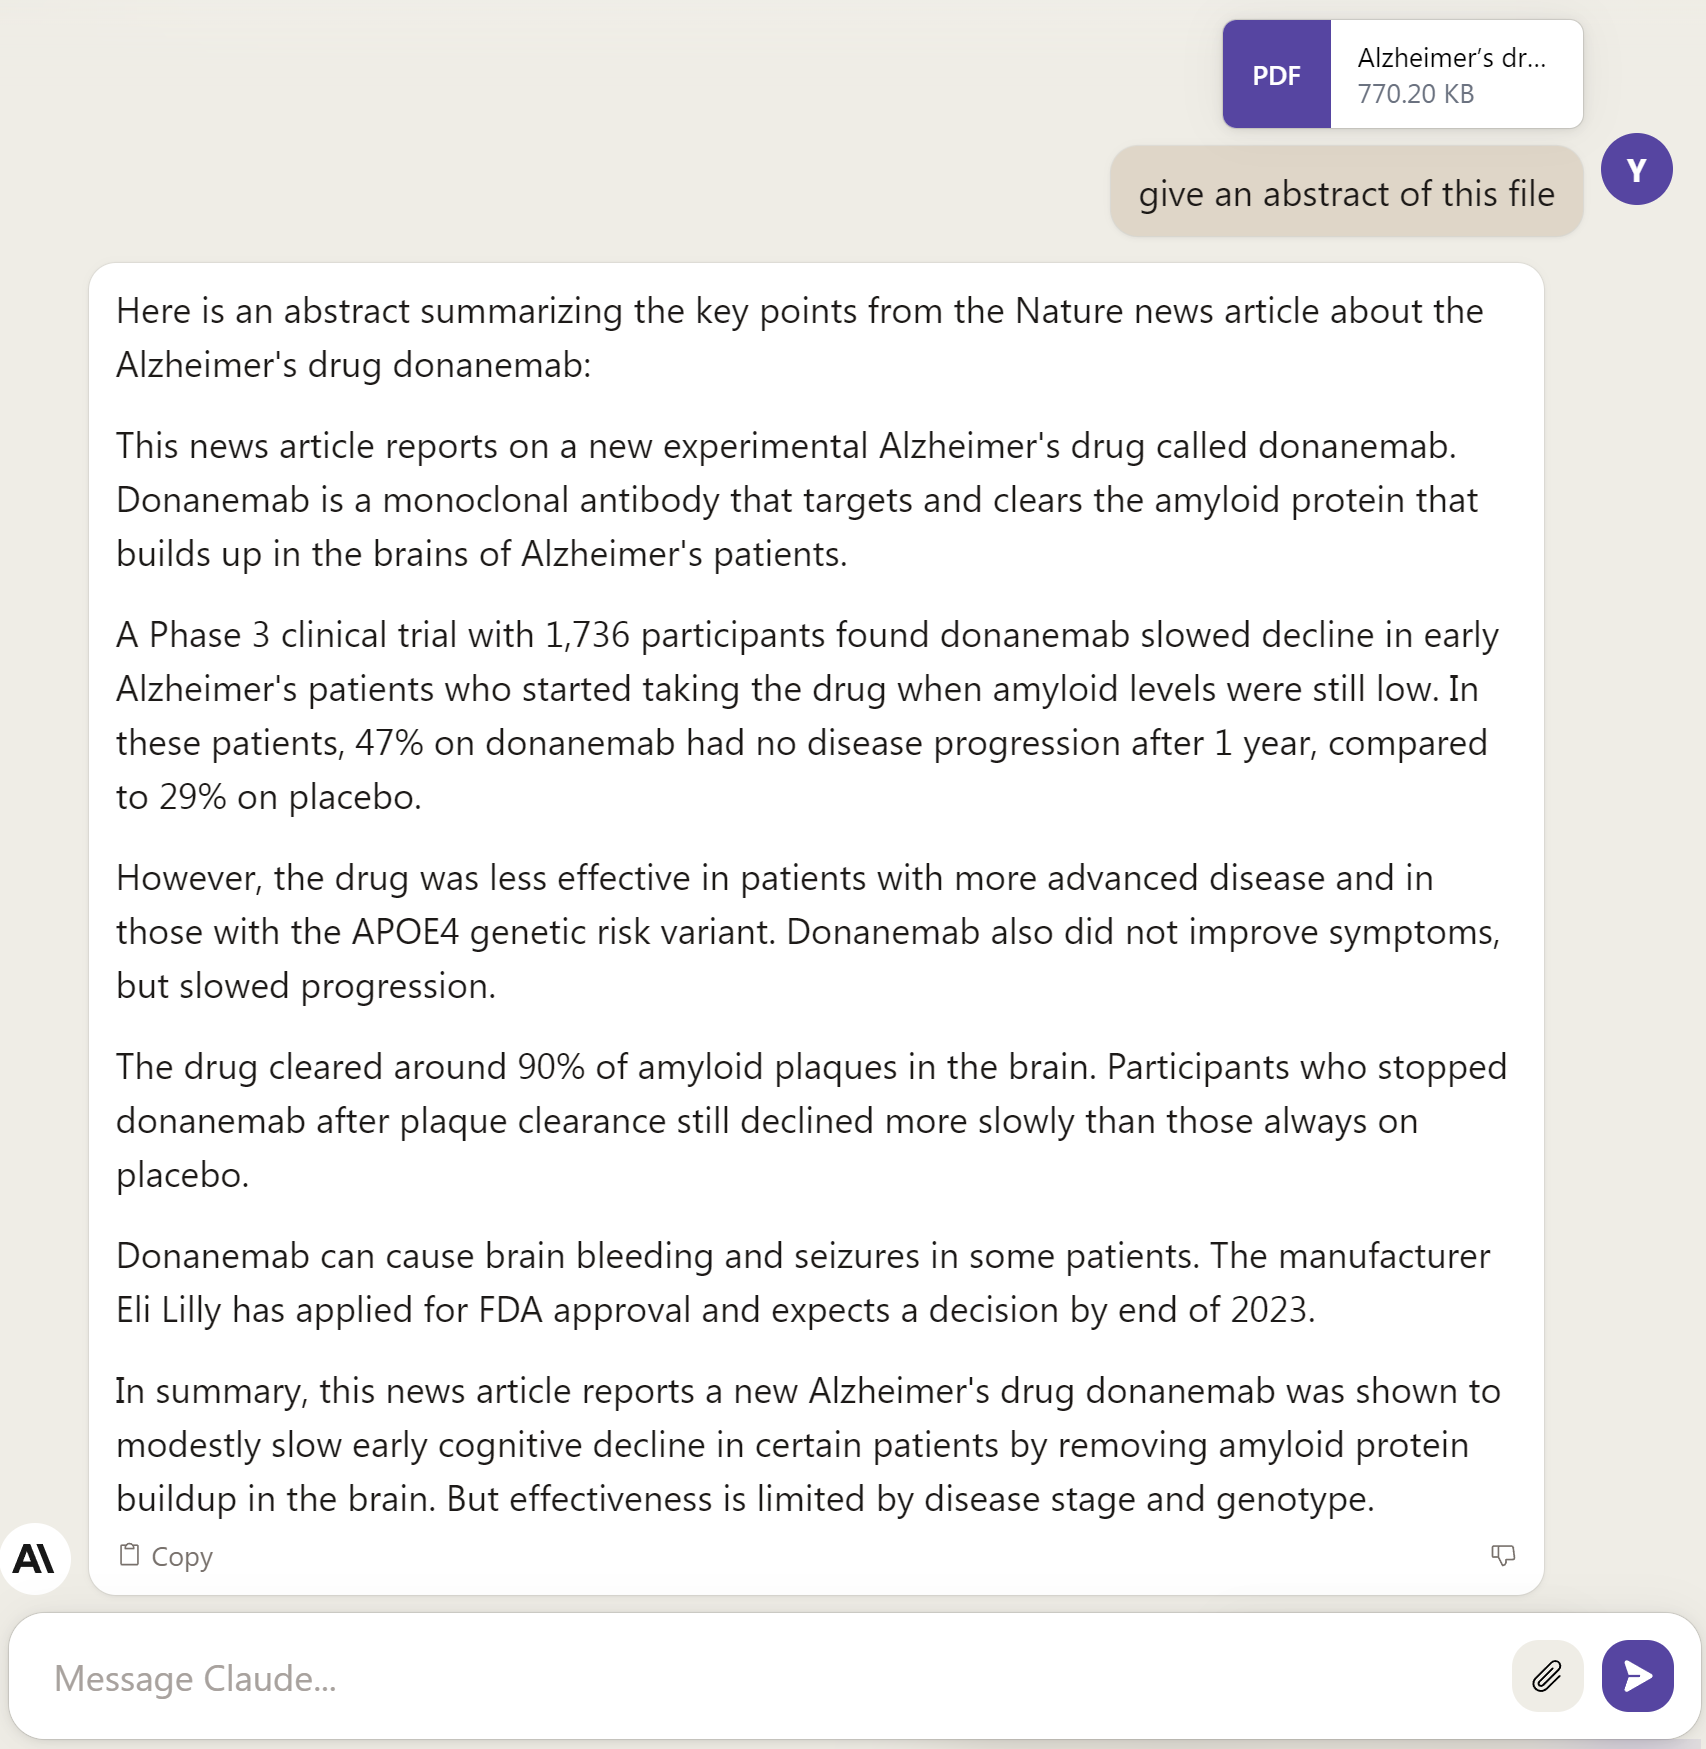 PDF
Alzheimer’s dr...
770.20 KB
give an abstract of this file
Y
Here is an abstract summarizing the key points from the Nature news article about the
Alzheimer's drug donanemab:
This news article reports on a new experimental Alzheimer's drug called donanemab.
Donanemab is a monoclonal antibody that targets and clears the amyloid protein that
builds up in the brains of Alzheimer's patients.
A Phase 3 clinical trial with 1,736 participants found donanemab slowed decline in early
Alzheimer's patients who started taking the drug when amyloid levels were still low. In
these patients, 47% on donanemab had no disease progression after 1 year, compared
to 29% on placebo.
However, the drug was less effective in patients with more advanced disease and in
those with the APOE4 genetic risk variant. Donanemab also did not improve symptoms,
but slowed progression.
The drug cleared around 90% of amyloid plaques in the brain. Participants who stopped
donanemab after plaque clearance still declined more slowly than those always on
placebo.
Donanemab can cause brain bleeding and seizures in some patients. The manufacturer
Eli Lilly has applied for FDA approval and expects a decision by end of 2023.
In summary, this news article reports a new Alzheimer's drug donanemab was shown to
modestly slow early cognitive decline in certain patients by removing amyloid protein
buildup in the brain. But effectiveness is limited by disease stage and genotype.
A\
Copy
Message Claude...